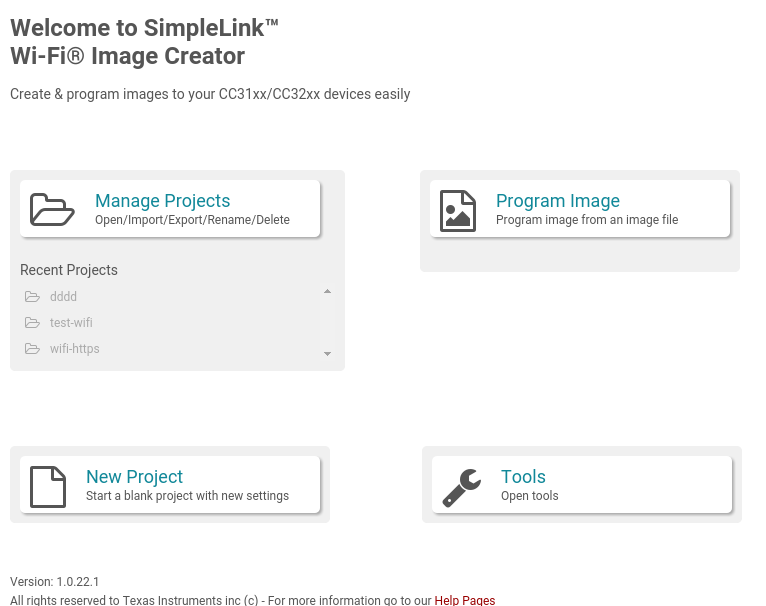 Welcome to SimpleLink™
Wi-Fi® Image Creator
Create & program images to your CC31xx/CC32xx devices easily
Manage Projects
Open/Import/Export/Rename/Delete
Recent Projects
dddd
test-wifi
wifi-https
Program Image
Program image from an image file
New Project
Start a blank project with new settings
Tools
Open tools
Version: 1.0.22.1
All rights reserved to Texas Instruments inc (c) - For more information go to our Help Pages